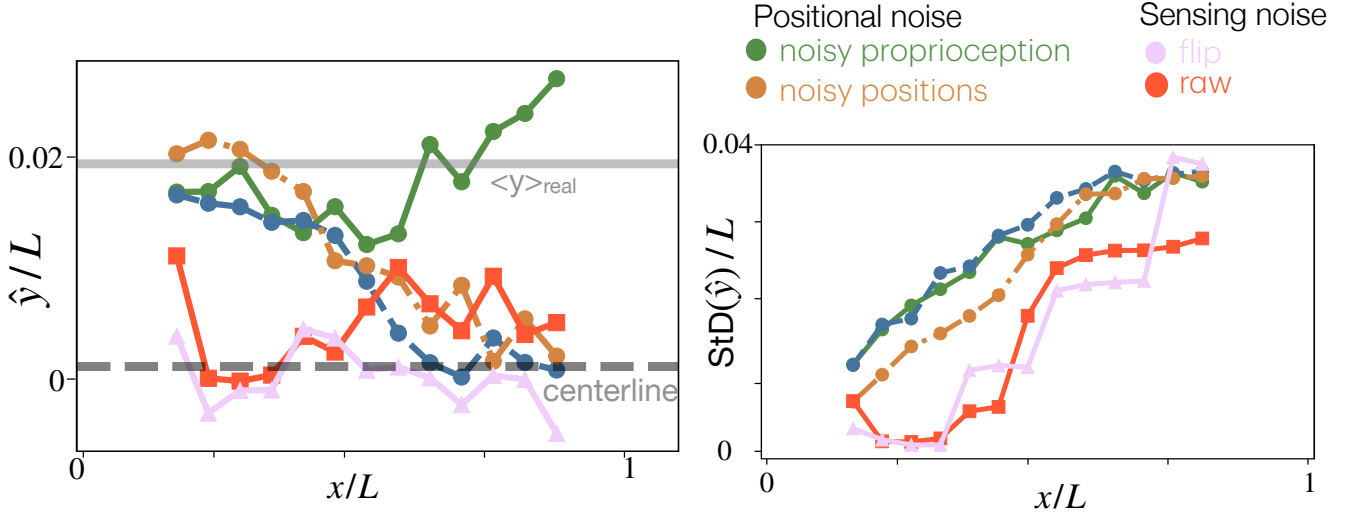 Positional noise
noisy proprioception
noisy positions
Sensing noise
flip
raw
0.02
0
ŷ / L
<y>real
centerline
0
1
x/L
0.04
0
StD(ŷ) / L
0
1
x/L